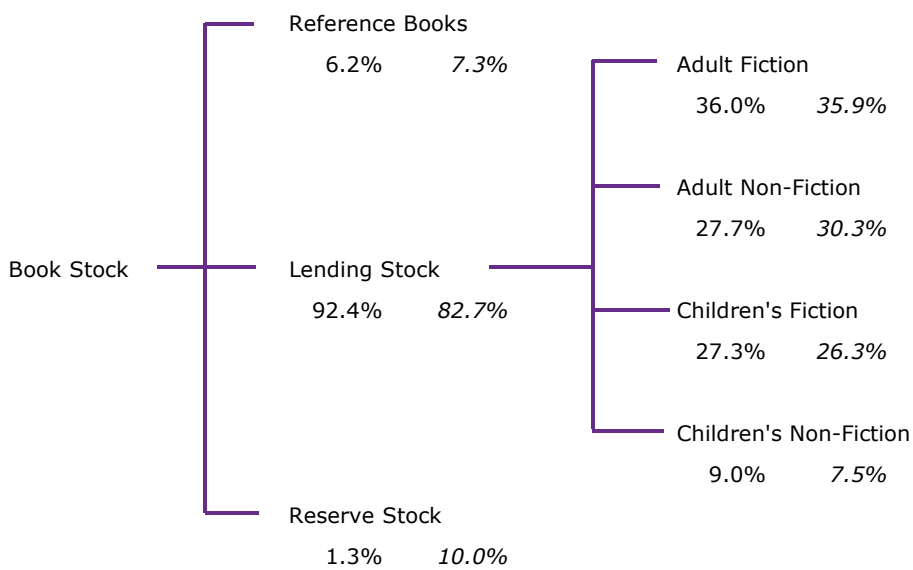 Reference Books
6.2% 7.3%
Adult Fiction
36.0% 35.9%
Adult Non-Fiction
27.7% 30.3%
Book Stock
Lending Stock
92.4% 82.7%
Children's Fiction
27.3% 26.3%
Children's Non-Fiction
9.0% 7.5%
Reserve Stock
1.3% 10.0%